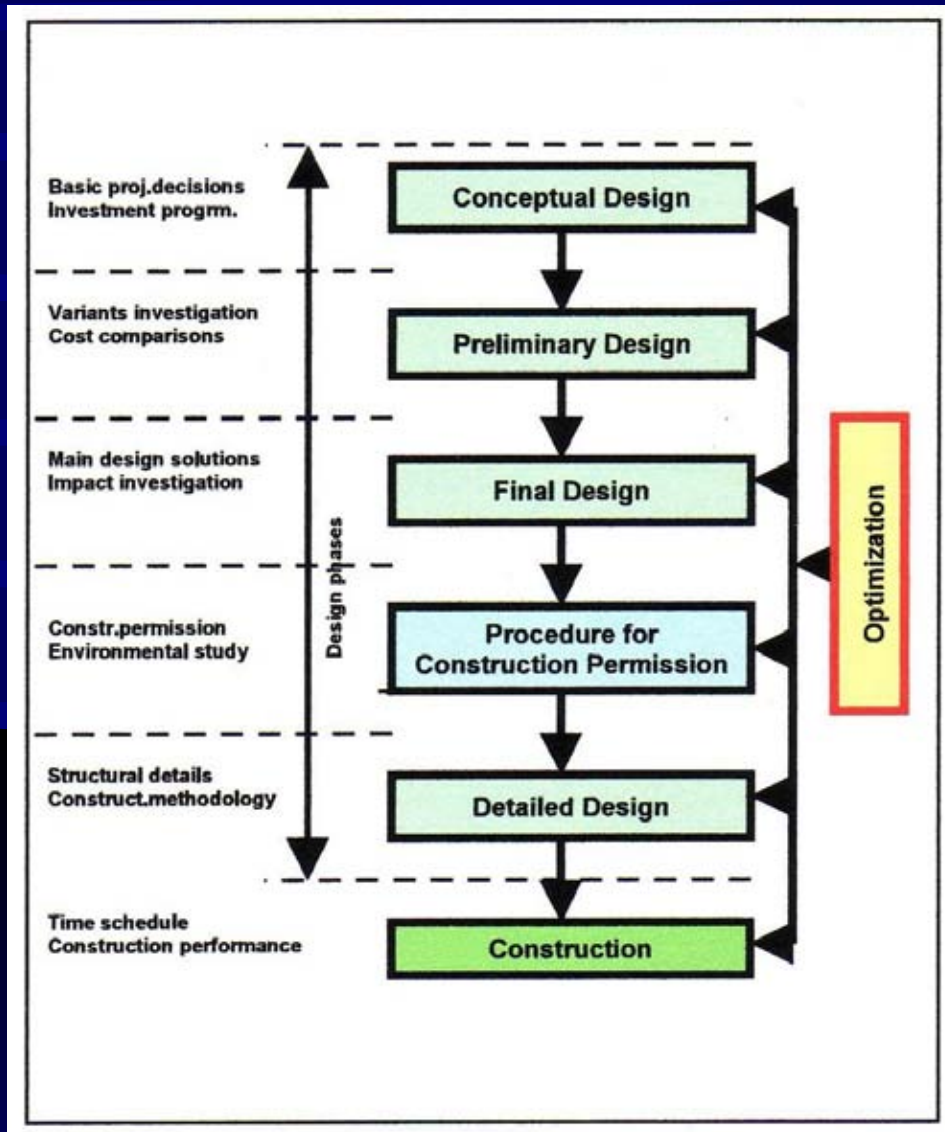 Basic proj.decisions
Investment progrm.
Conceptual Design
Variants investigation
Cost comparisons
Preliminary Design
Main design solutions
Impact investigation
Final Design
Design phases
Optimization
Constr.permission
Environmental study
Procedure for
Construction Permission
Structural details
Construct.methodology
Detailed Design
Time schedule
Construction performance
Construction